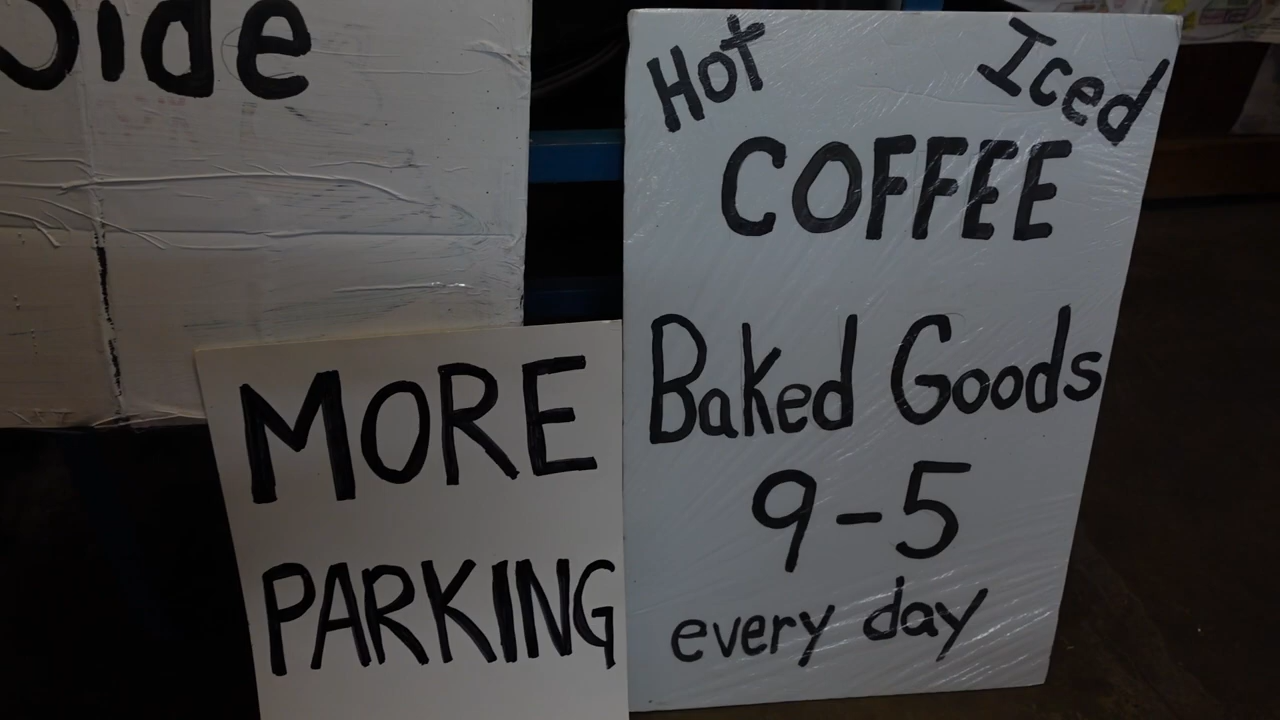 Side
MORE
PARKING
Hot Iced
COFFEE
Baked Goods
9-5
every day